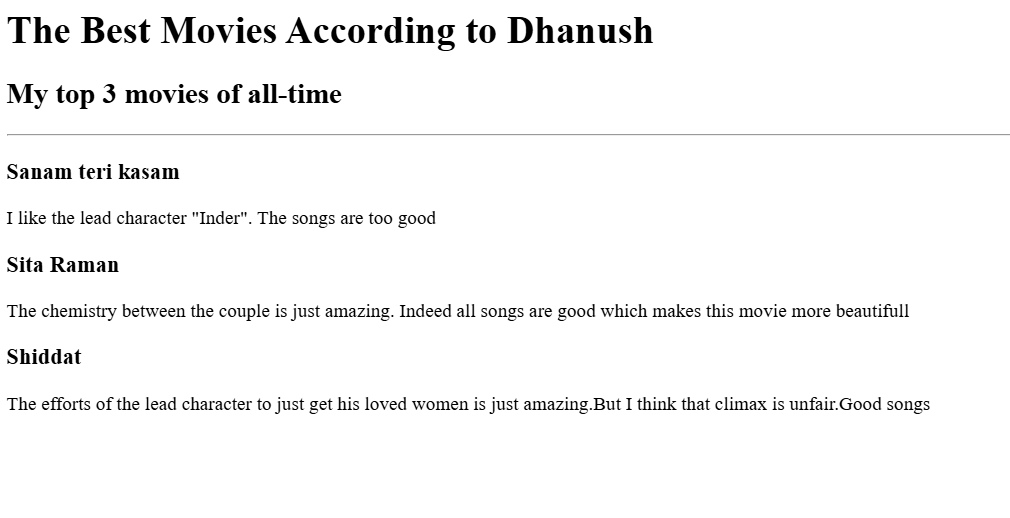 The Best Movies According to Dhanush
My top 3 movies of all-time
Sanam teri kasam
I like the lead character "Inder". The songs are too good
Sita Raman
The chemistry between the couple is just amazing. Indeed all songs are good which makes this movie more beautifull
Shiddat
The efforts of the lead character to just get his loved women is just amazing.But I think that climax is unfair.Good songs